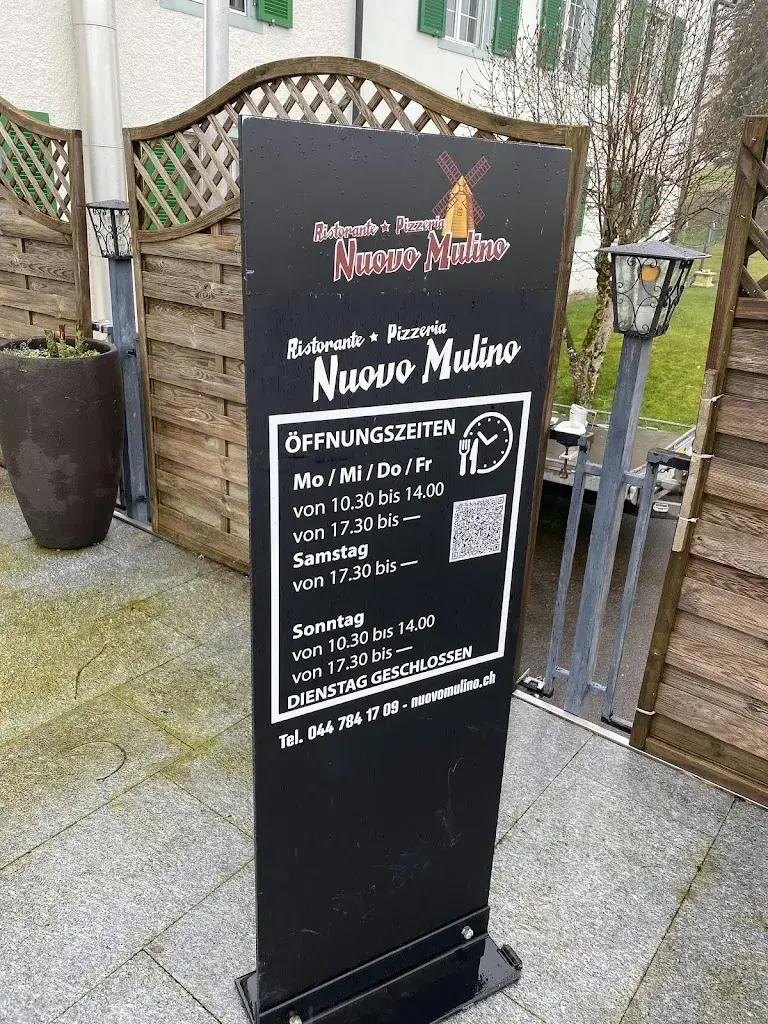 Ristorante ★ Pizzeria
Nuovo Mulino
Ristorante ★ Pizzeria
Nuovo Mulino
ÖFFNUNGSZEITEN
Mo / Mi / Do / Fr
von 10.30 bis 14.00
von 17.30 bis —
Samstag
von 17.30 bis —
Sonntag
von 10.30 bis 14.00
von 17.30 bis —
DIENSTAG GESCHLOSSEN
Tel. 044 784 17 09 - nuovomulino.ch